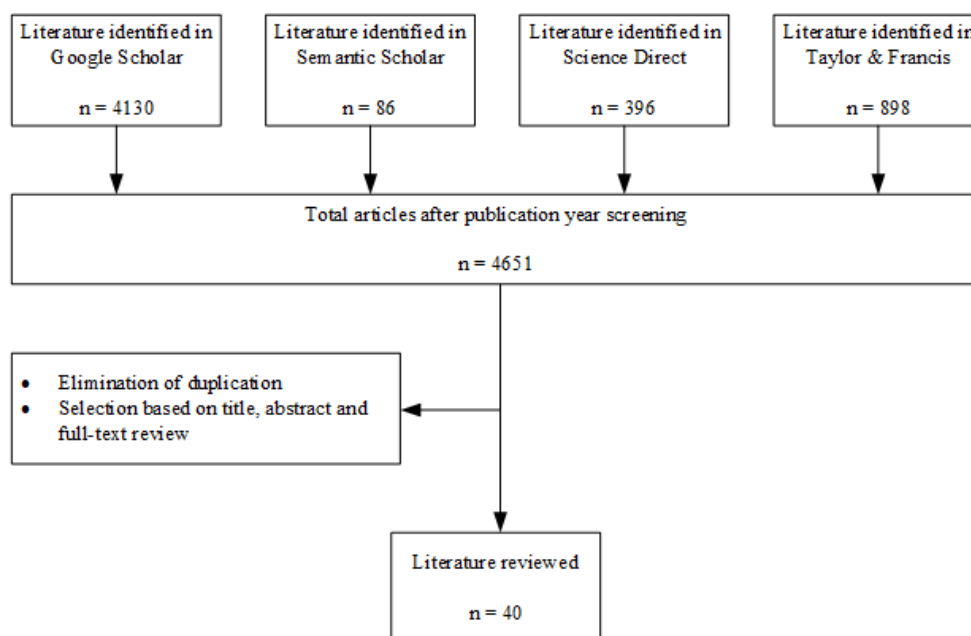 Literature identified in
Google Scholar
n = 4130
Literature identified in
Semantic Scholar
n = 86
Literature identified in
Science Direct
n = 396
Literature identified in
Taylor & Francis
n = 898
Total articles after publication year screening
n = 4651
• Elimination of duplication
• Selection based on title, abstract and
full-text review
Literature reviewed
n = 40